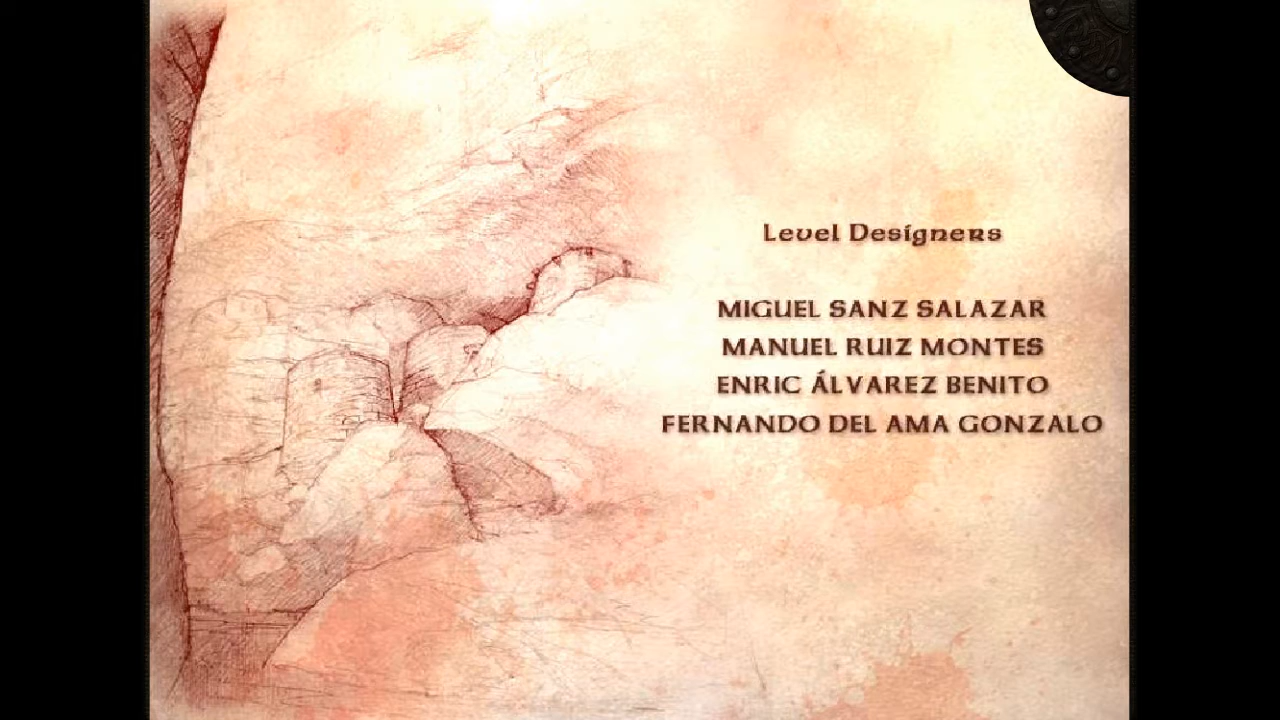 Level Designers
MIGUEL SANZ SALAZAR
MANUEL RUIZ MONTES
ENRIC ÁLVAREZ BENITO
FERNANDO DEL AMA GONZALO